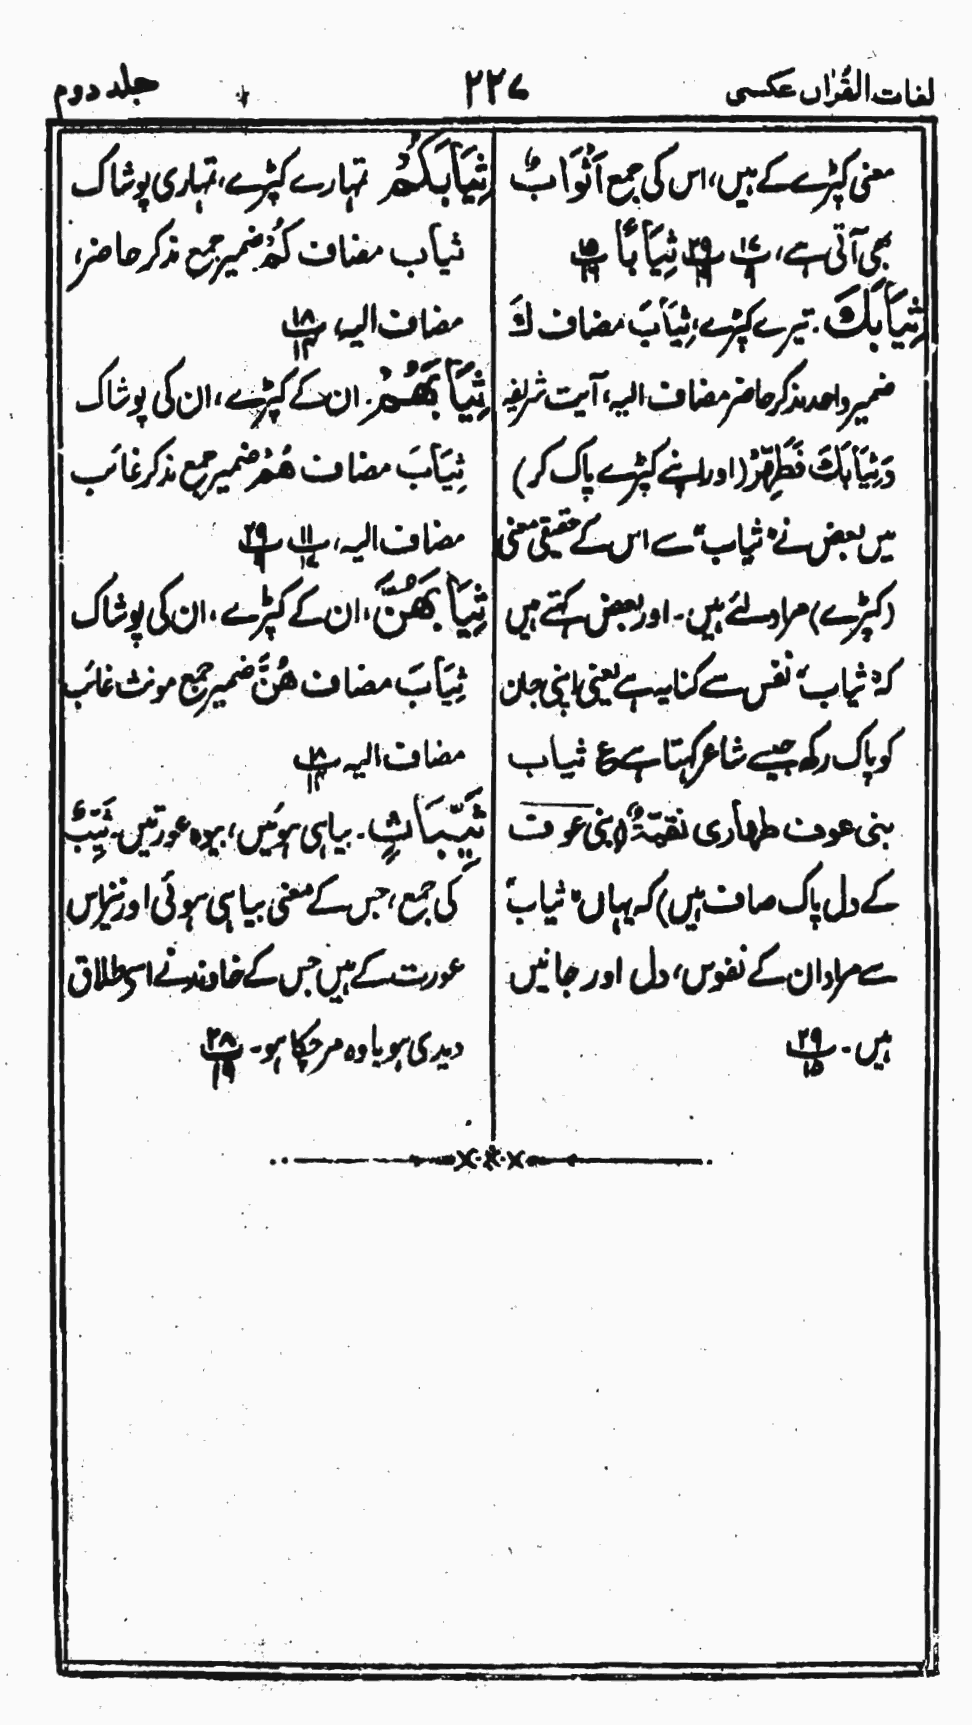 لغات القرآن عکسی
۲۲۷
جلد دوم
معنی کپڑے کے ہیں، اس کی جمع اَثْوَابٌ
بھی آتی ہے، ۱۷ ۲۹ ثِيَابًا ۱۵
ثِيَابَكَ۔ تیرے کپڑے، ثِيَابَ مضاف كَ
ضمیر واحد مذکر حاضر مضاف الیہ، آیت شریفہ
وَثِيَابَكَ فَطَهِّرْ (اور اپنے کپڑے پاک کر)
میں بعض نے "ثیاب" سے اس کے حقیقی معنی
(کپڑے) مراد لئے ہیں۔ اور بعض کہتے ہیں
کہ "ثیاب" نفس سے کنایہ ہے یعنی اپنی جان
کو پاک رکھ جیسے شاعر کہتا ہے ع ثیاب
بنی عوف طهاری نقیّۃٌ (بنی عوف
کے دل پاک صاف ہیں) کہ یہاں "ثیاب"
سے مراد ان کے نفوس، دل اور جانیں
ہیں۔ ۲۹/۱۵
ثِيَابَكُمْ تمہارے کپڑے، تمہاری پوشاک
ثیاب مضاف كُمْ ضمیر جمع مذکر حاضر،
مضاف الیہ، ۱۸/۱۴
ثِيَابَهُمْ۔ ان کے کپڑے، ان کی پوشاک
ثِيَابَ مضاف هُمْ ضمیر جمع مذکر غائب
مضاف الیہ، ۱۱ ۲۹/۹
ثِيَابَهُنَّ، ان کے کپڑے، ان کی پوشاک
ثِيَابَ مضاف هُنَّ ضمیر جمع مونث غائب
مضاف الیہ ۱۸/۱۴
ثَيِّبَاتٍ۔ بیاہی ہوئیں، بیوہ عورتیں۔ ثَيِّبٌ
کی جمع، جس کے معنی بیاہی ہوئی اور نیز اس
عورت کے ہیں جس کے خاوند نے اسے طلاق
دیدی ہو یا وہ مر چکا ہو۔ ۲۸/۱۹